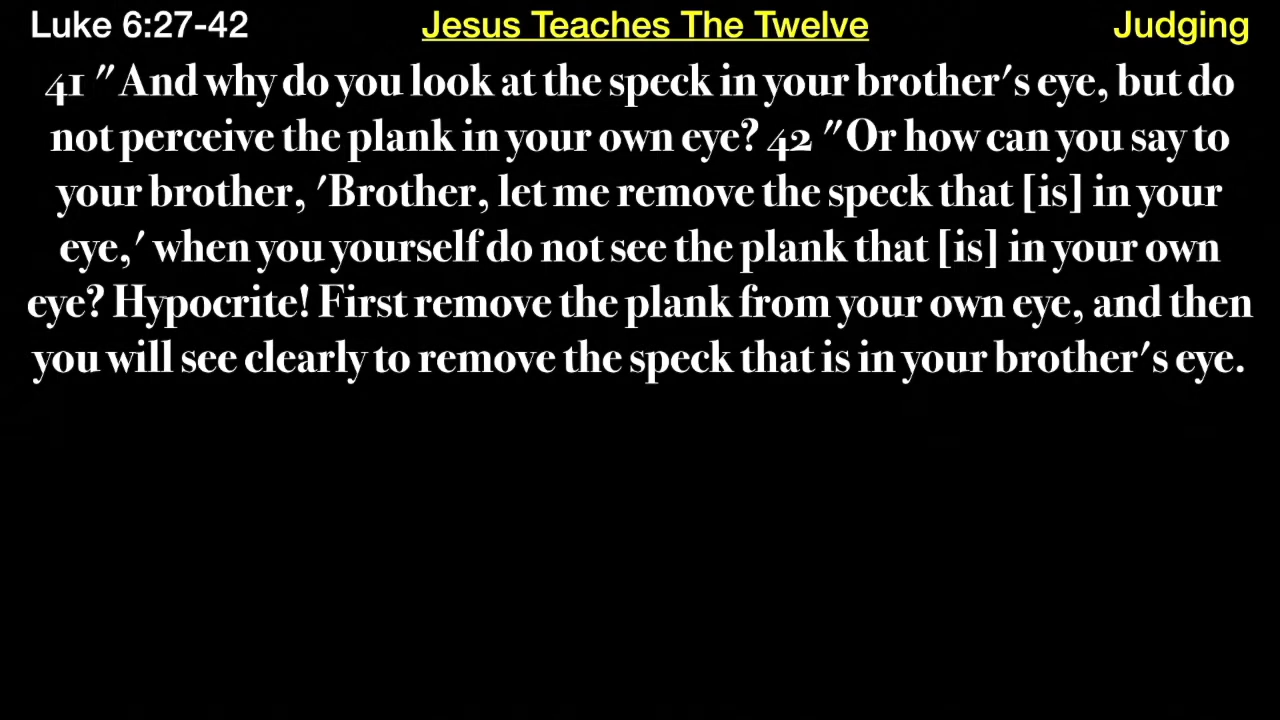 Luke 6:27-42 Jesus Teaches The Twelve Judging
41 "And why do you look at the speck in your brother's eye, but do
not perceive the plank in your own eye? 42 "Or how can you say to
your brother, 'Brother, let me remove the speck that [is] in your
eye,' when you yourself do not see the plank that [is] in your own
eye? Hypocrite! First remove the plank from your own eye, and then
you will see clearly to remove the speck that is in your brother's eye.